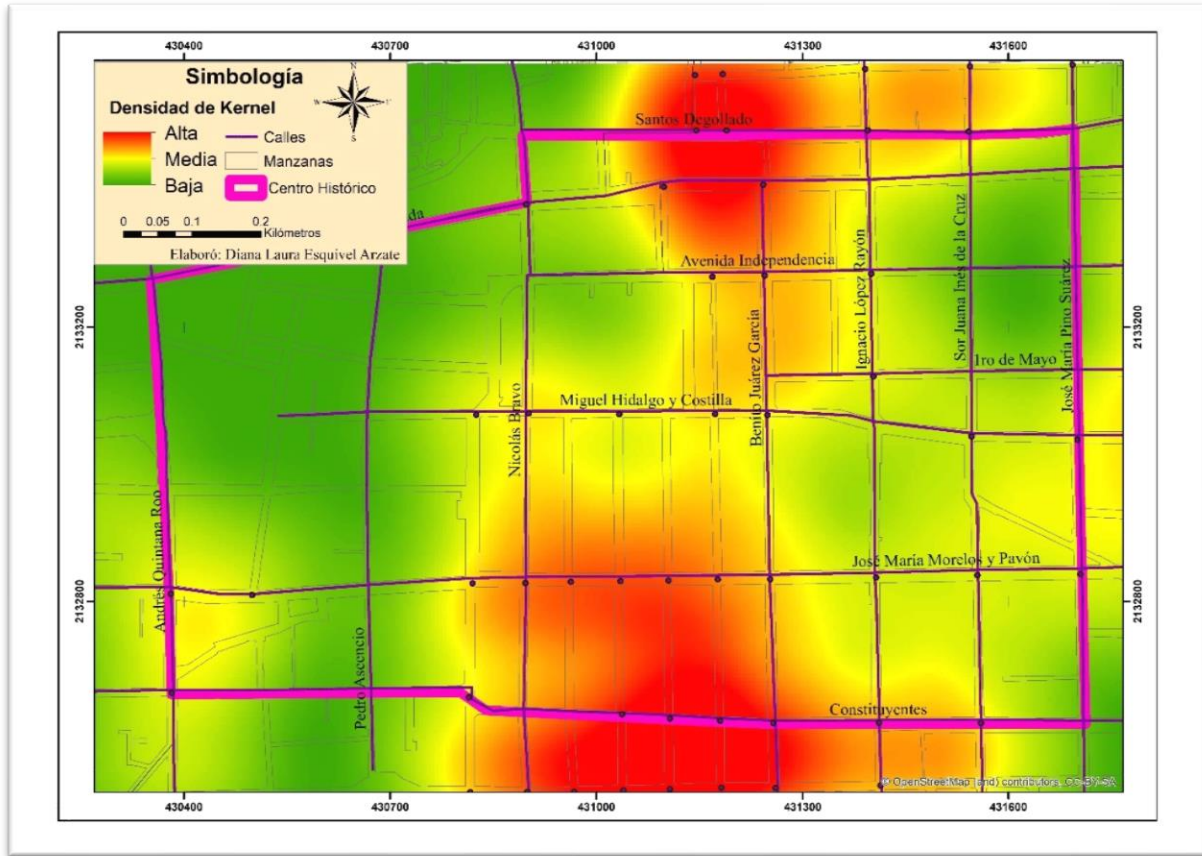 430400 430700 431000 431300 431600
Simbología
Densidad de Kernel
Alta
Media
Baja
Calles
Manzanas
Centro Histórico
N
W
S
0 0.05 0.1 0.2
Kilómetros
Elaboró: Diana Laura Esquivel Arzate
da
Santos Degollado
Avenida Independencia
Ignacio López Rayón
Sor Juana Inés de la Cruz
José María Pino Suárez
2133200
2133200
1ro de Mayo
Miguel Hidalgo y Costilla
Benito Juárez García
Nicolás Bravo
Andrés Quintana Roo
José María Morelos y Pavón
2132800
2132800
Pedro Ascencio
Constituyentes
© OpenStreetMap (and) contributors, CC-BY-SA
430400 430700 431000 431300 431600